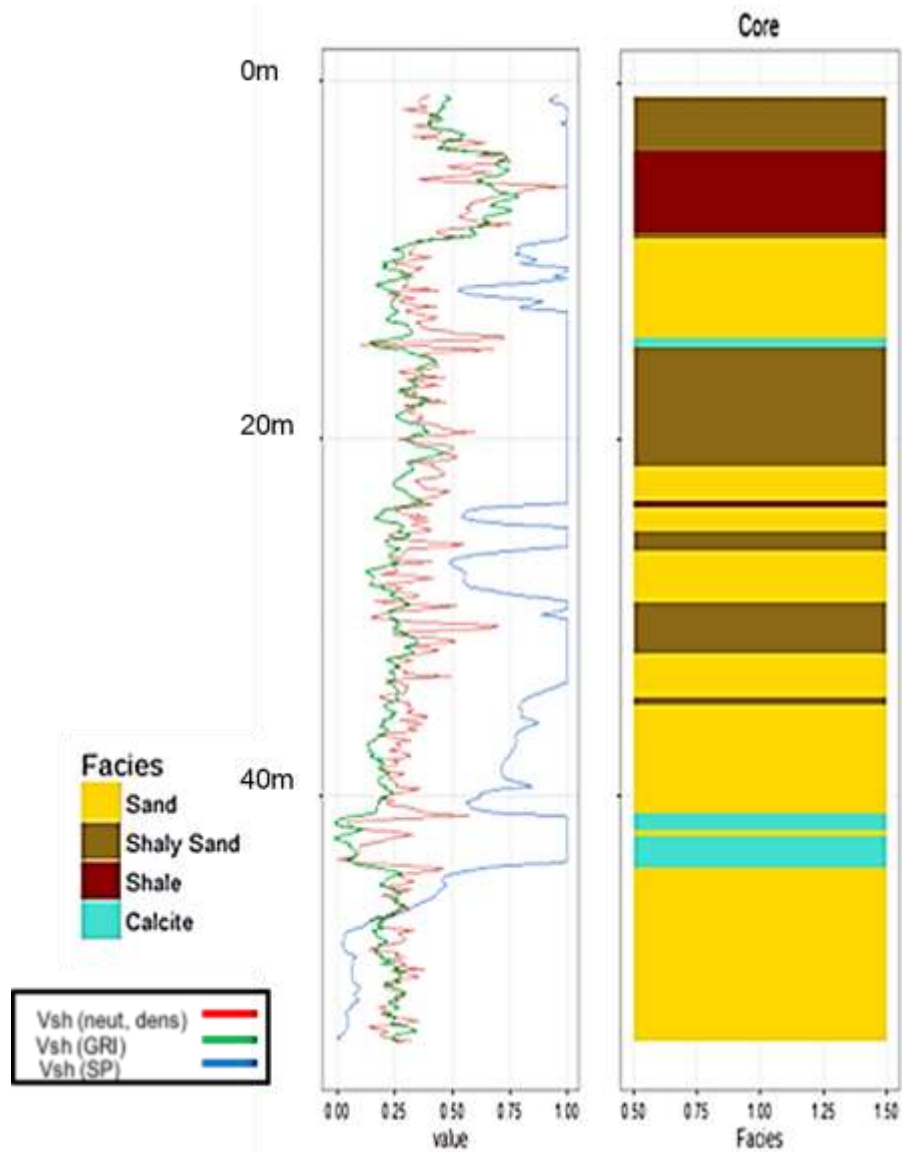 Core
0m
20m
40m
Facies
Sand
Shaly Sand
Shale
Calcite
Vsh (neut, dens)
Vsh (GRI)
Vsh (SP)
0.00 0.25 0.50 0.75 1.00
value
0.50 0.75 1.00 1.25 1.50
Facies